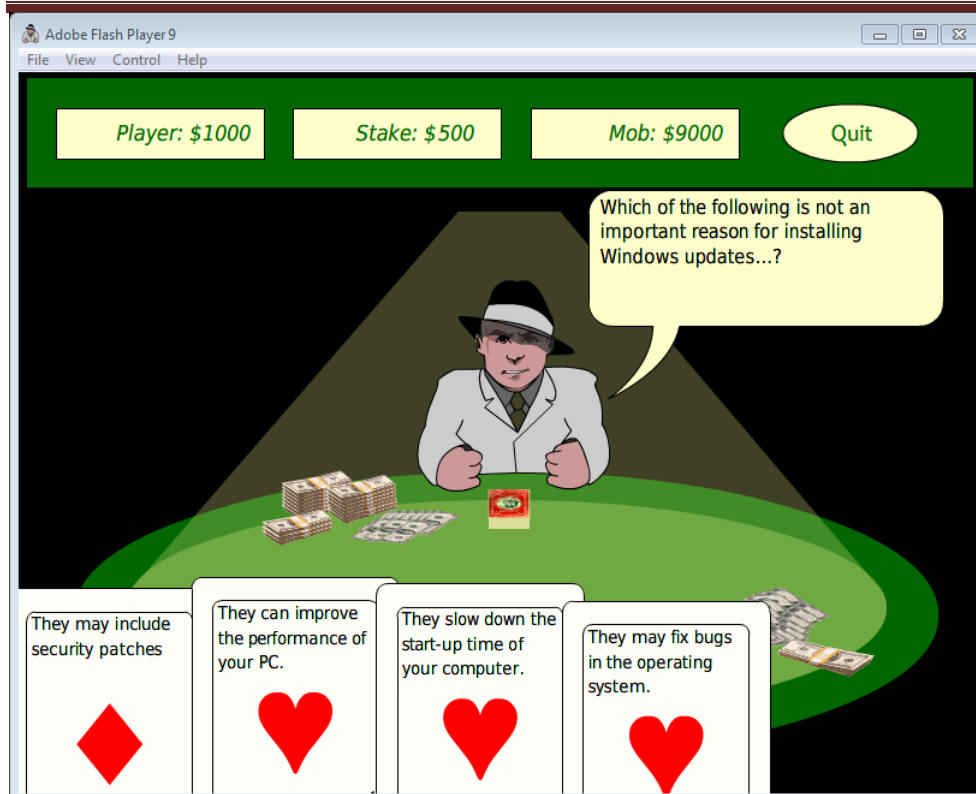 Adobe Flash Player 9
File View Control Help
Player: $1000 Stake: $500 Mob: $9000 Quit
Which of the following is not an
important reason for installing
Windows updates...?
They may include
security patches
They can improve
the performance of
your PC.
They slow down the
start-up time of
your computer.
They may fix bugs
in the operating
system.